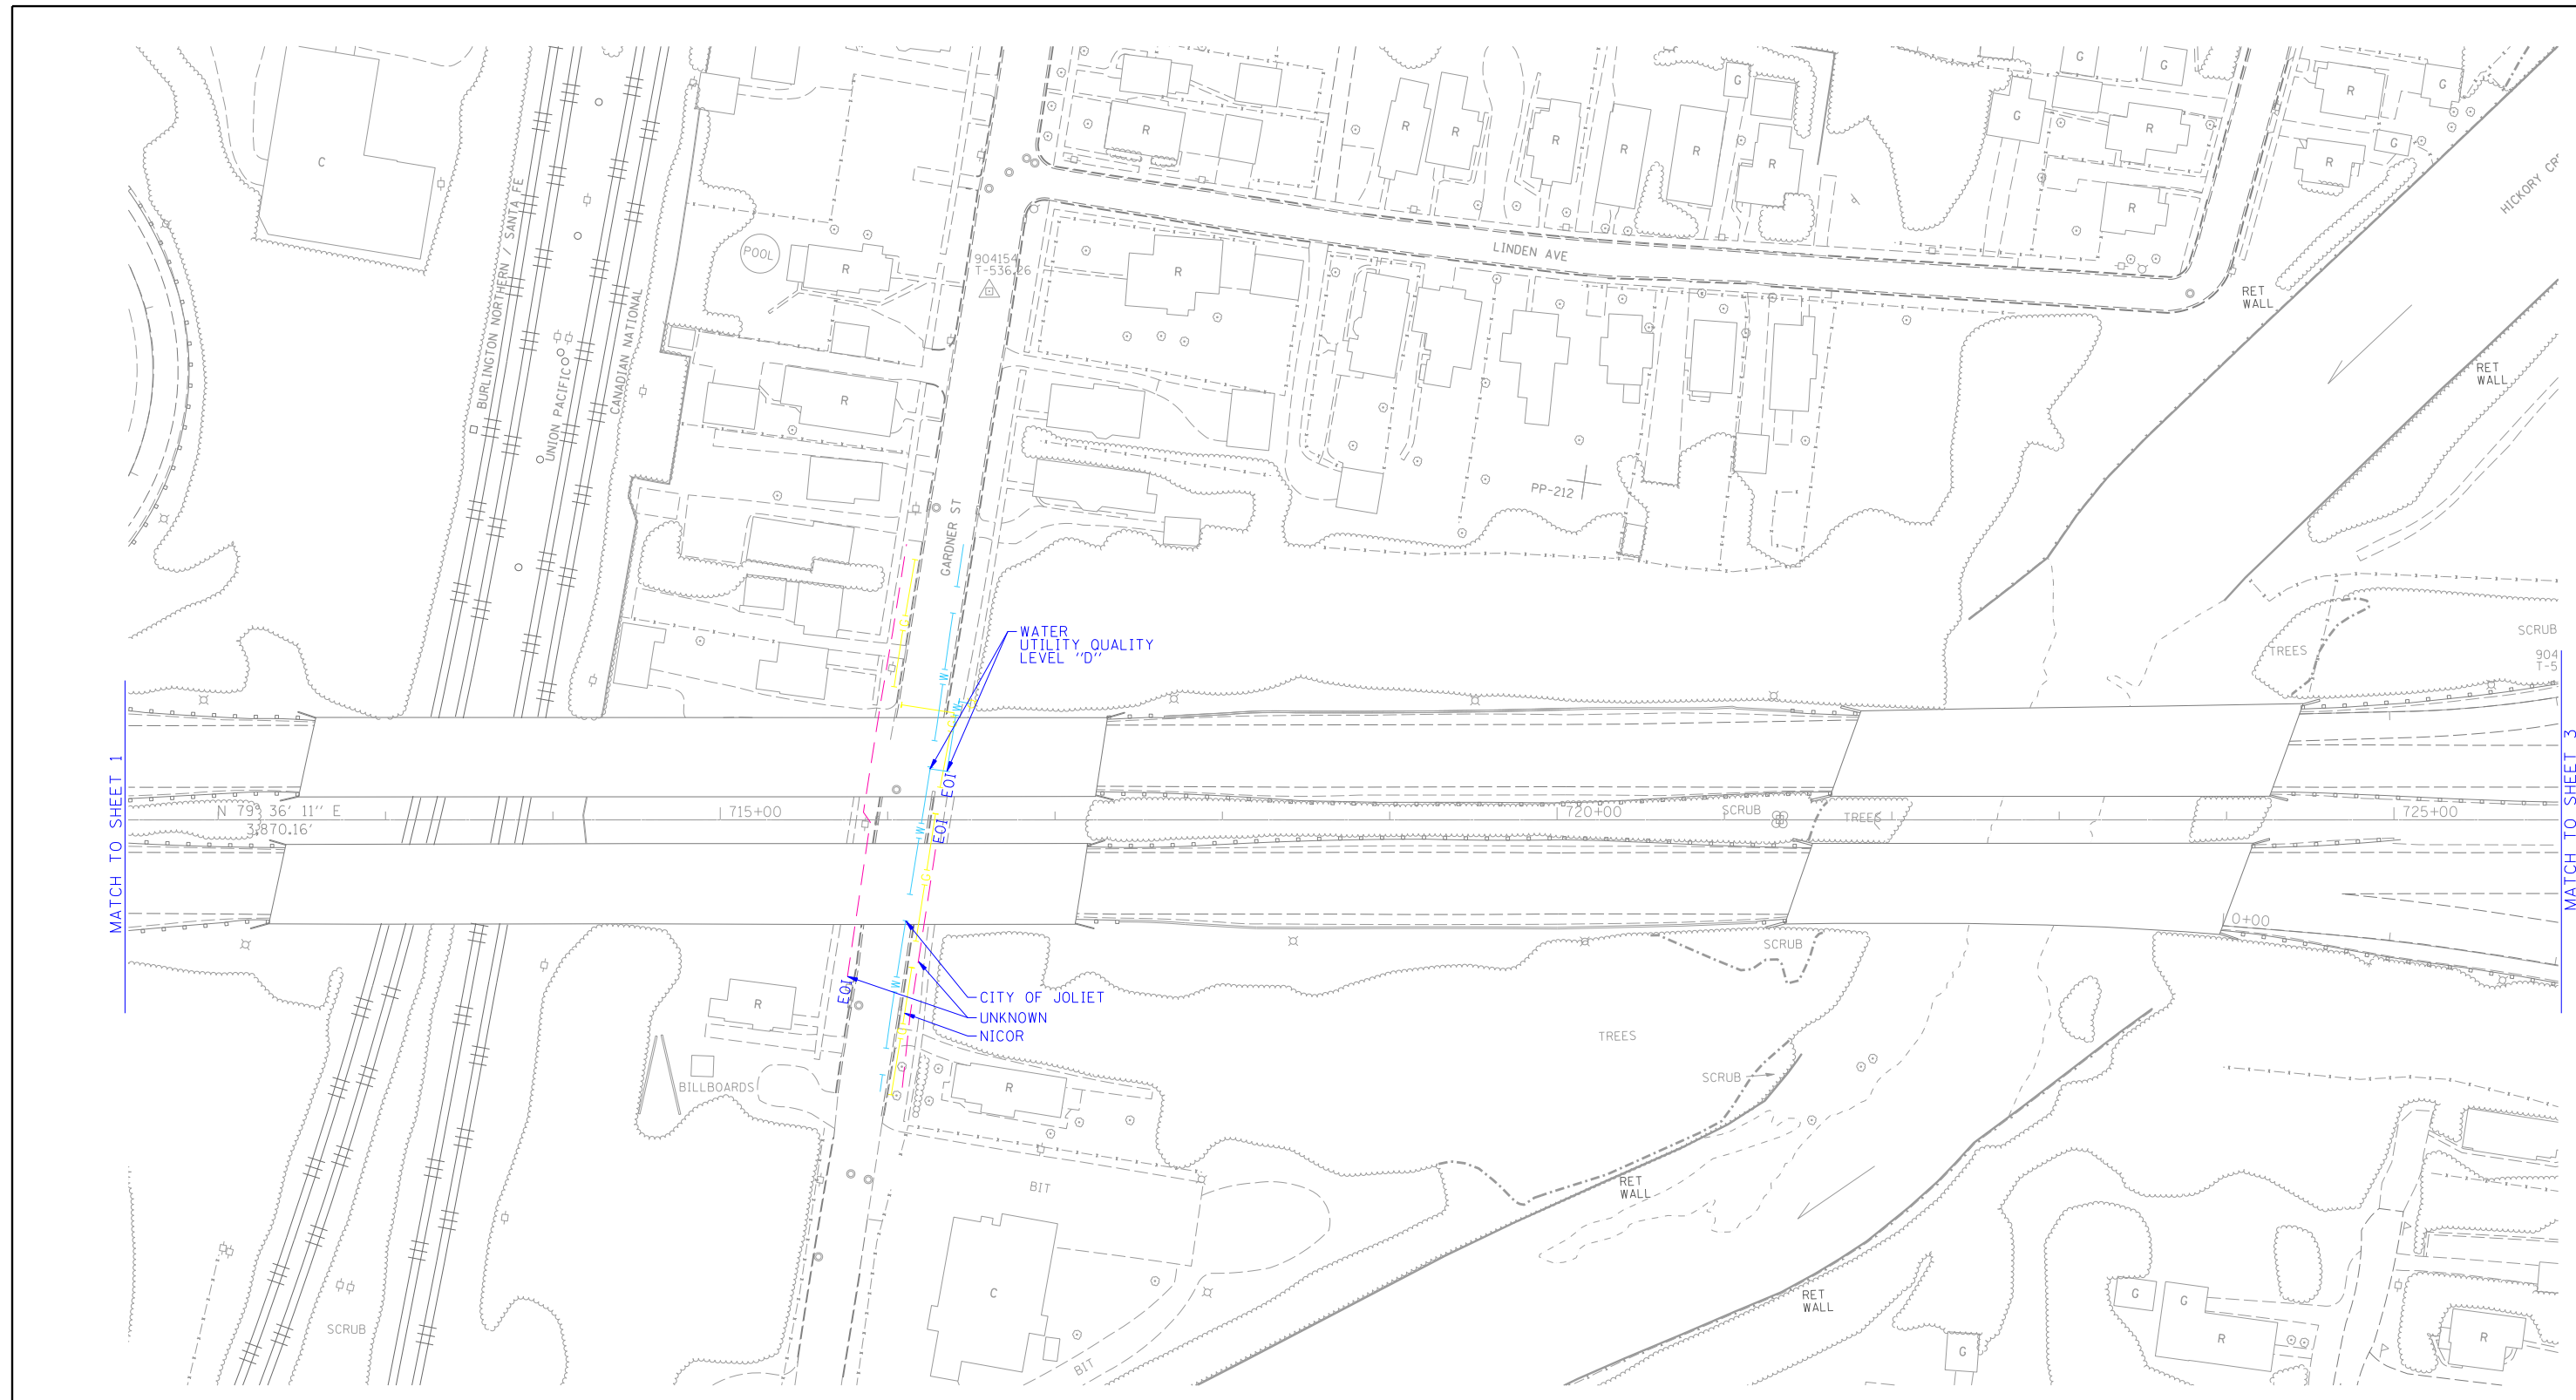 G
G
G
R
R
R
R
R
R
R
R
G
R
G
R
R
C
BURLINGTON NORTHERN / SANTA FE
UNION PACIFIC
CANADIAN NATIONAL
POOL
R
904154
T-536.26
R
LINDEN AVE
HICKORY CR
RET
WALL
RET
WALL
R
PP-212
GARDNER ST
WATER
UTILITY QUALITY
LEVEL "D"
G
W
W
G
TREES
SCRUB
904
T-5
MATCH TO SHEET 1
MATCH TO SHEET 3
N 79° 36' 11" E
3,870.16'
715+00
720+00
725+00
SCRUB
TREES
EOI
EOI
W
G
0+00
W
SCRUB
EOI
CITY OF JOLIET
UNKNOWN
NICOR
G
R
R
BILLBOARDS
TREES
SCRUB
RET
WALL
BIT
C
BIT
SCRUB
RET
WALL
G
G
R
G
R